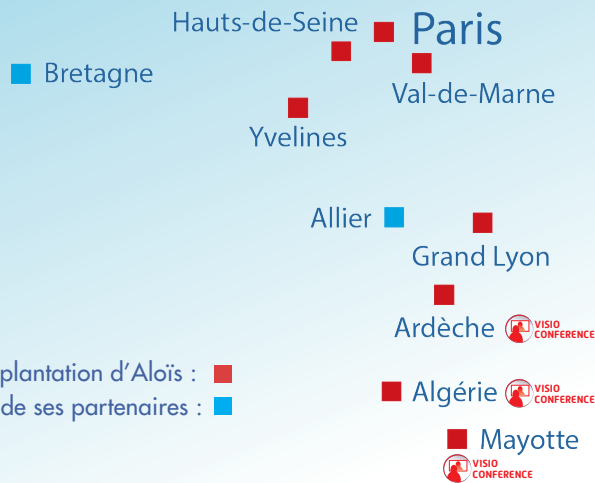 Hauts-de-Seine
Paris
Bretagne
Val-de-Marne
Yvelines
Allier
Grand Lyon
Ardèche
VISIO
CONFERENCE
plantation d'Aloïs :
Algérie
VISIO
CONFERENCE
de ses partenaires :
Mayotte
VISIO
CONFERENCE